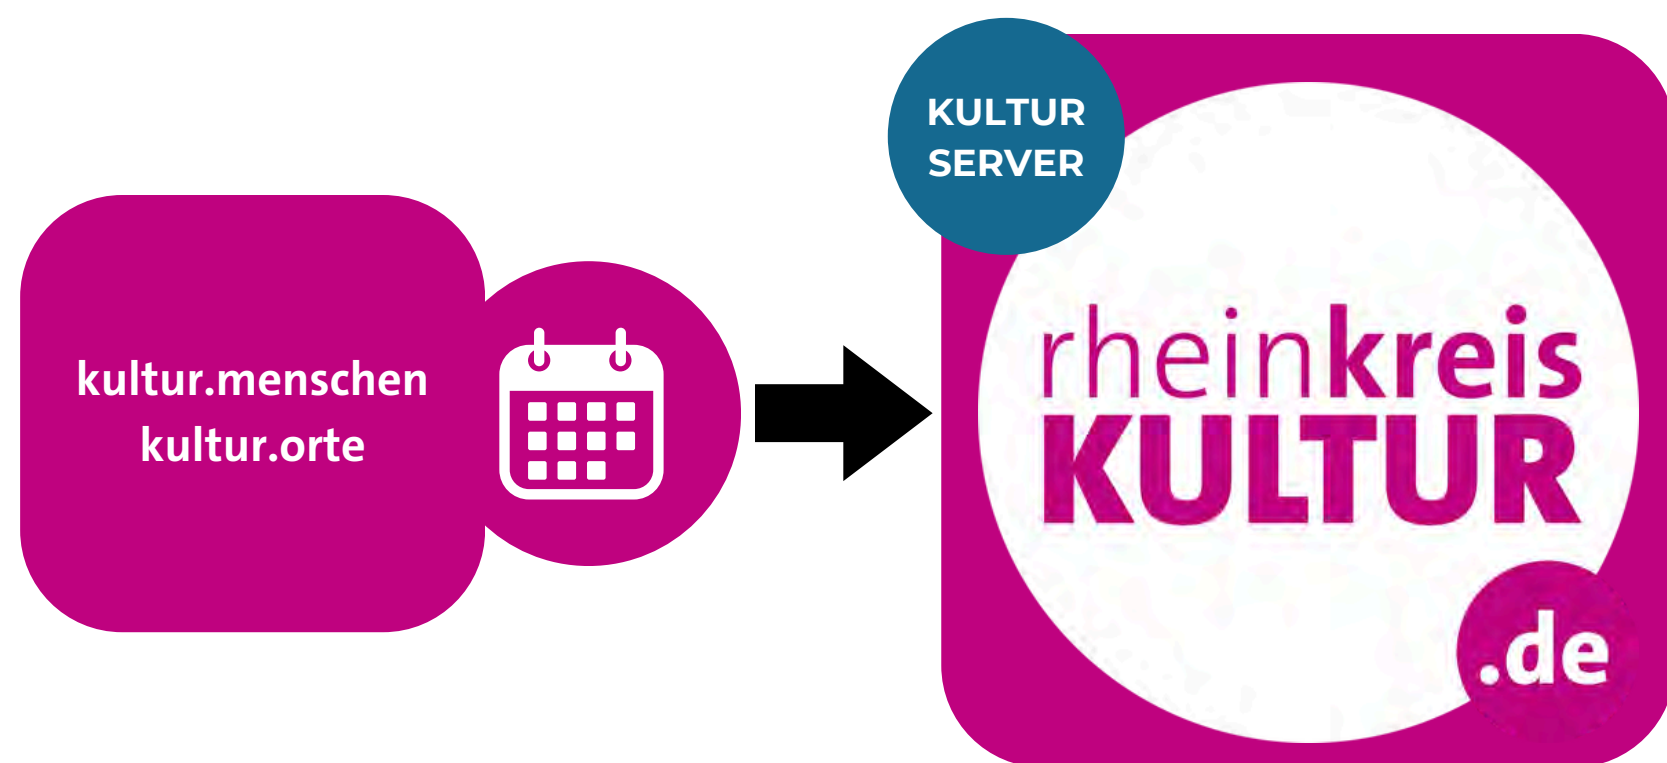 kultur.menschen
kultur.orte
KULTUR
SERVER
rheinkreis
KULTUR
.de